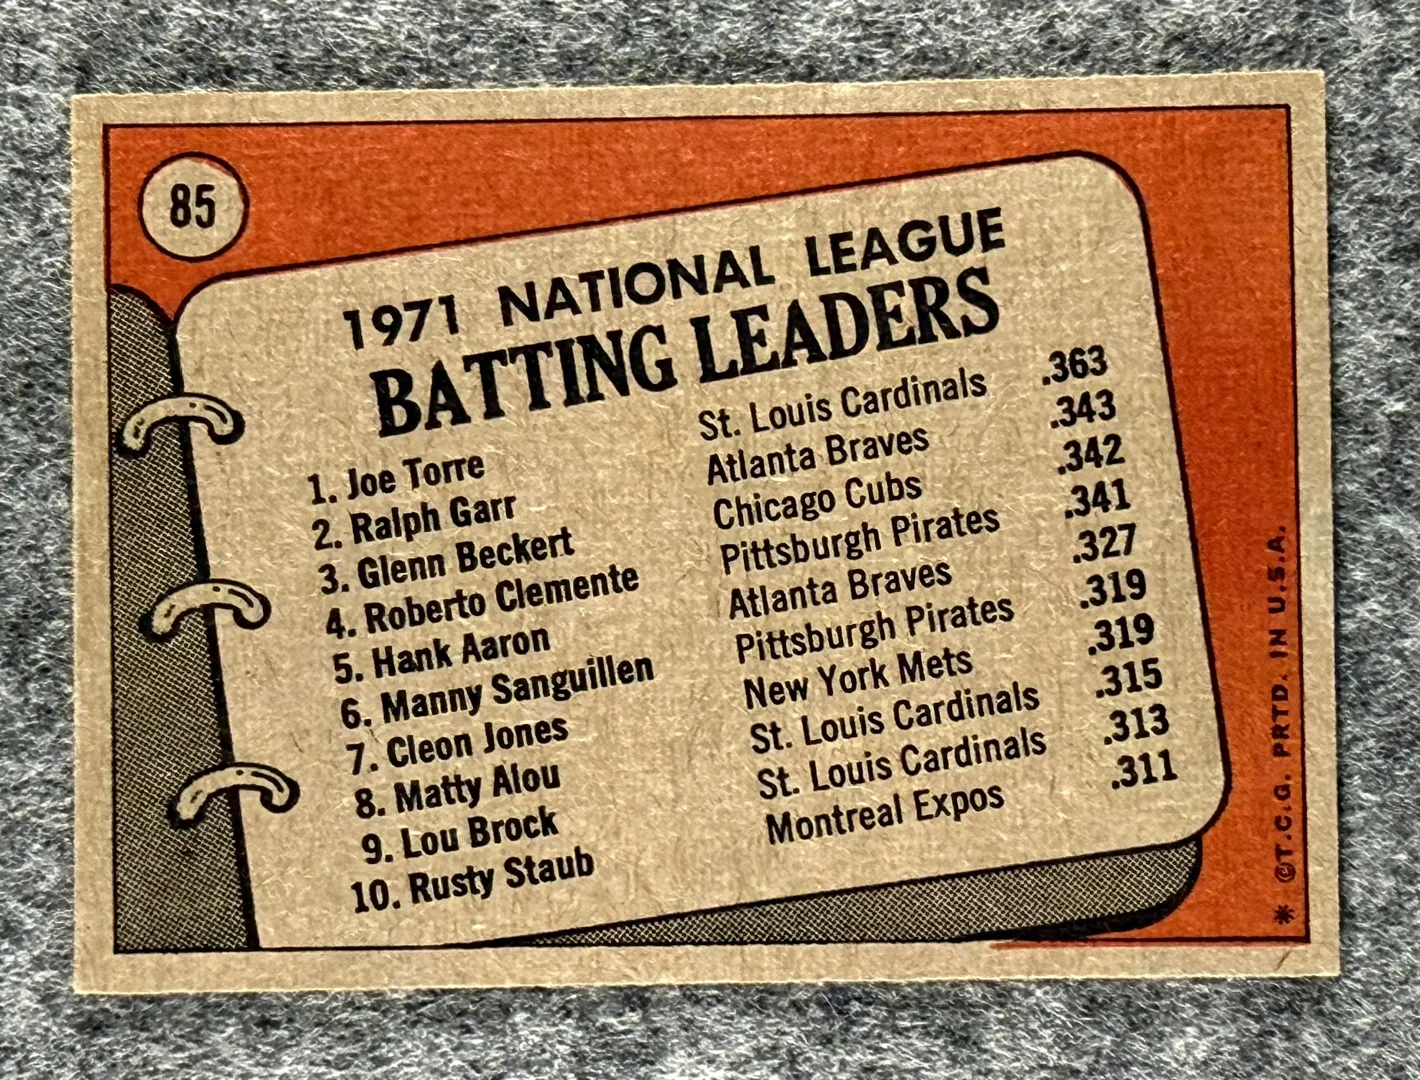 85
1971 NATIONAL LEAGUE
BATTING LEADERS
1. Joe Torre St. Louis Cardinals .363
2. Ralph Garr Atlanta Braves .343
3. Glenn Beckert Chicago Cubs .342
4. Roberto Clemente Pittsburgh Pirates .341
5. Hank Aaron Atlanta Braves .327
6. Manny Sanguillen Pittsburgh Pirates .319
7. Cleon Jones New York Mets .319
8. Matty Alou St. Louis Cardinals .315
9. Lou Brock St. Louis Cardinals .313
10. Rusty Staub Montreal Expos .311
* ©T.C.G. PRTD. IN U.S.A.